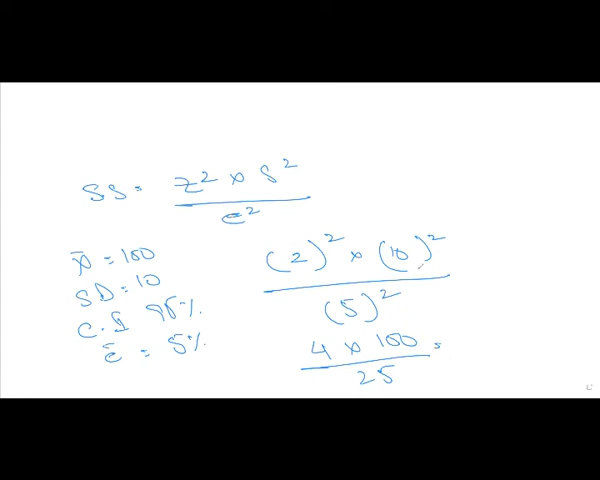 SS = z² × s² / e²
x̄ = 100
SD = 10
C.I 95%
e = 5%
(2)² × (10)² / (5)²
4 × 100 / 25 =